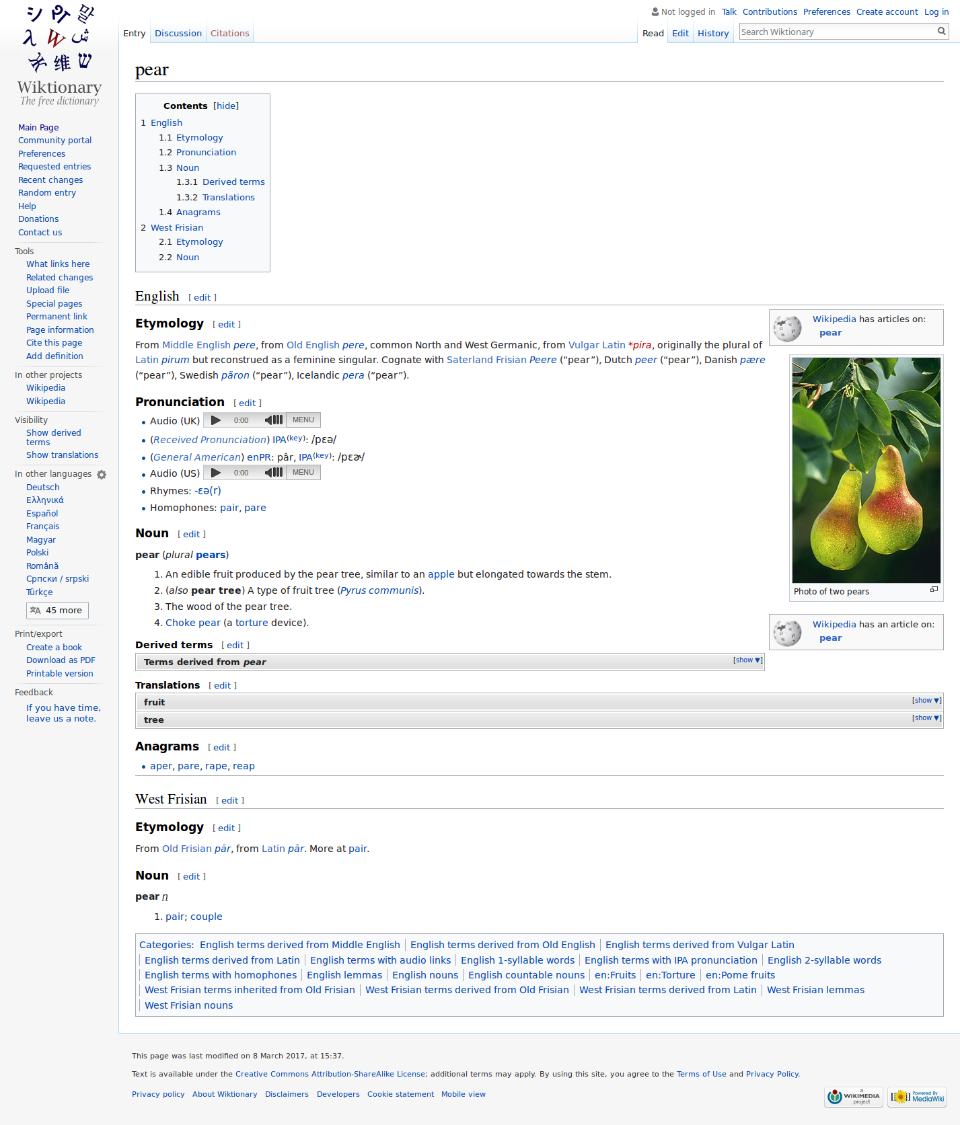 Not logged in Talk Contributions Preferences Create account Log in
Entry Discussion Citations Read Edit History Search Wiktionary
Wiktionary
The free dictionary
Main Page
Community portal
Preferences
Requested entries
Recent changes
Random entry
Help
Donations
Contact us
Tools
What links here
Related changes
Upload file
Special pages
Permanent link
Page information
Cite this page
Add definition
In other projects
Wikipedia
Wikipedia
Visibility
Show derived
terms
Show translations
In other languages
Deutsch
Ελληνικά
Español
Français
Magyar
Polski
Română
Српски / srpski
Türkçe
45 more
Print/export
Create a book
Download as PDF
Printable version
Feedback
If you have time,
leave us a note.
pear
Contents [hide]
1 English
1.1 Etymology
1.2 Pronunciation
1.3 Noun
1.3.1 Derived terms
1.3.2 Translations
1.4 Anagrams
2 West Frisian
2.1 Etymology
2.2 Noun
English [ edit ]
Wikipedia has articles on:
pear
Etymology [ edit ]
From Middle English pere, from Old English pere, common North and West Germanic, from Vulgar Latin *pira, originally the plural of
Latin pirum but reconstrued as a feminine singular. Cognate with Saterland Frisian Peere (“pear”), Dutch peer (“pear”), Danish pære
(“pear”), Swedish päron (“pear”), Icelandic pera (“pear”).
Photo of two pears
Pronunciation [ edit ]
• Audio (UK) 0:00 MENU
• (Received Pronunciation) IPA(key): /pɛə/
• (General American) enPR: pâr, IPA(key): /pɛɚ/
• Audio (US) 0:00 MENU
• Rhymes: -ɛə(r)
• Homophones: pair, pare
Noun [ edit ]
pear (plural pears)
1. An edible fruit produced by the pear tree, similar to an apple but elongated towards the stem.
2. (also pear tree) A type of fruit tree (Pyrus communis).
3. The wood of the pear tree.
4. Choke pear (a torture device).
Wikipedia has an article on:
pear
Derived terms [ edit ]
Terms derived from pear [show ▼]
Translations [ edit ]
fruit [show ▼]
tree [show ▼]
Anagrams [ edit ]
• aper, pare, rape, reap
West Frisian [ edit ]
Etymology [ edit ]
From Old Frisian pār, from Latin pār. More at pair.
Noun [ edit ]
pear n
1. pair; couple
Categories: English terms derived from Middle English | English terms derived from Old English | English terms derived from Vulgar Latin
| English terms derived from Latin | English terms with audio links | English 1-syllable words | English terms with IPA pronunciation | English 2-syllable words
| English terms with homophones | English lemmas | English nouns | English countable nouns | en:Fruits | en:Torture | en:Pome fruits
| West Frisian terms inherited from Old Frisian | West Frisian terms derived from Old Frisian | West Frisian terms derived from Latin | West Frisian lemmas
| West Frisian nouns
This page was last modified on 8 March 2017, at 15:37.
Text is available under the Creative Commons Attribution-ShareAlike License; additional terms may apply. By using this site, you agree to the Terms of Use and Privacy Policy.
Privacy policy About Wiktionary Disclaimers Developers Cookie statement Mobile view
a WIKIMEDIA project
Powered By MediaWiki